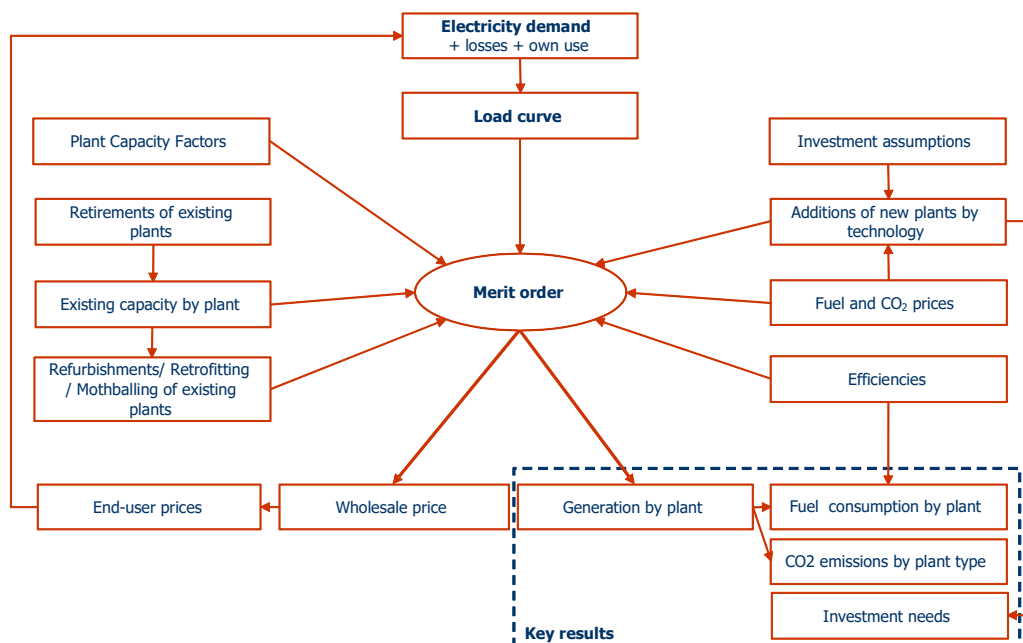 Electricity demand
+ losses + own use
Load curve
Plant Capacity Factors
Investment assumptions
Retirements of existing
plants
Additions of new plants by
technology
Existing capacity by plant
Merit order
Fuel and CO₂ prices
Refurbishments/ Retrofitting
/ Mothballing of existing
plants
Efficiencies
End-user prices
Wholesale price
Generation by plant
Fuel consumption by plant
CO2 emissions by plant type
Investment needs
Key results